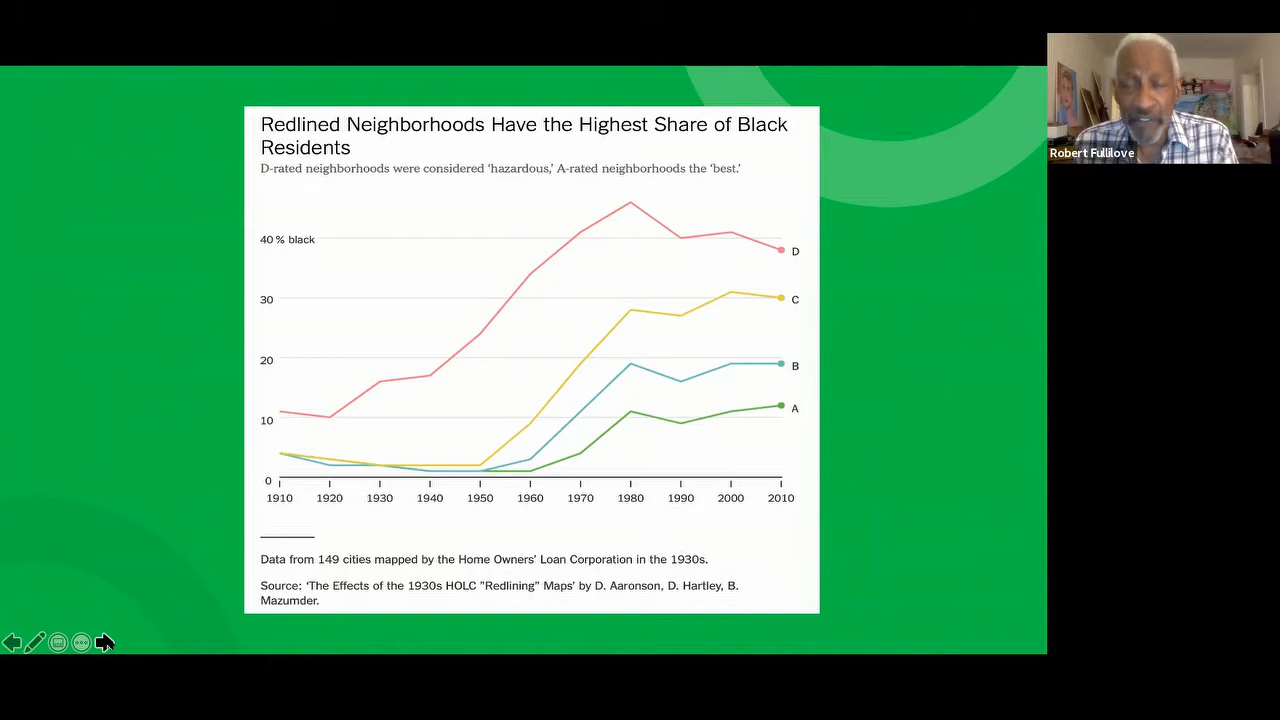 Redlined Neighborhoods Have the Highest Share of Black
Residents
D-rated neighborhoods were considered ‘hazardous,’ A-rated neighborhoods the ‘best.’
40 % black
30
20
10
0
D
C
B
A
1910 1920 1930 1940 1950 1960 1970 1980 1990 2000 2010
Data from 149 cities mapped by the Home Owners’ Loan Corporation in the 1930s.
Source: ‘The Effects of the 1930s HOLC "Redlining" Maps’ by D. Aaronson, D. Hartley, B.
Mazumder.
Robert Fullilove